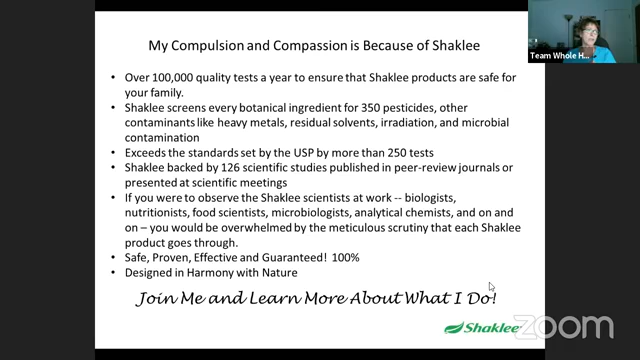 My Compulsion and Compassion is Because of Shaklee
• Over 100,000 quality tests a year to ensure that Shaklee products are safe for
your family.
• Shaklee screens every botanical ingredient for 350 pesticides, other
contaminants like heavy metals, residual solvents, irradiation, and microbial
contamination
• Exceeds the standards set by the USP by more than 250 tests
• Shaklee backed by 126 scientific studies published in peer-review journals or
presented at scientific meetings
• If you were to observe the Shaklee scientists at work -- biologists,
nutritionists, food scientists, microbiologists, analytical chemists, and on and
on – you would be overwhelmed by the meticulous scrutiny that each Shaklee
product goes through.
• Safe, Proven, Effective and Guaranteed! 100%
• Designed in Harmony with Nature
Join Me and Learn More About What I Do!
Shaklee
zoom
Team Whole H...